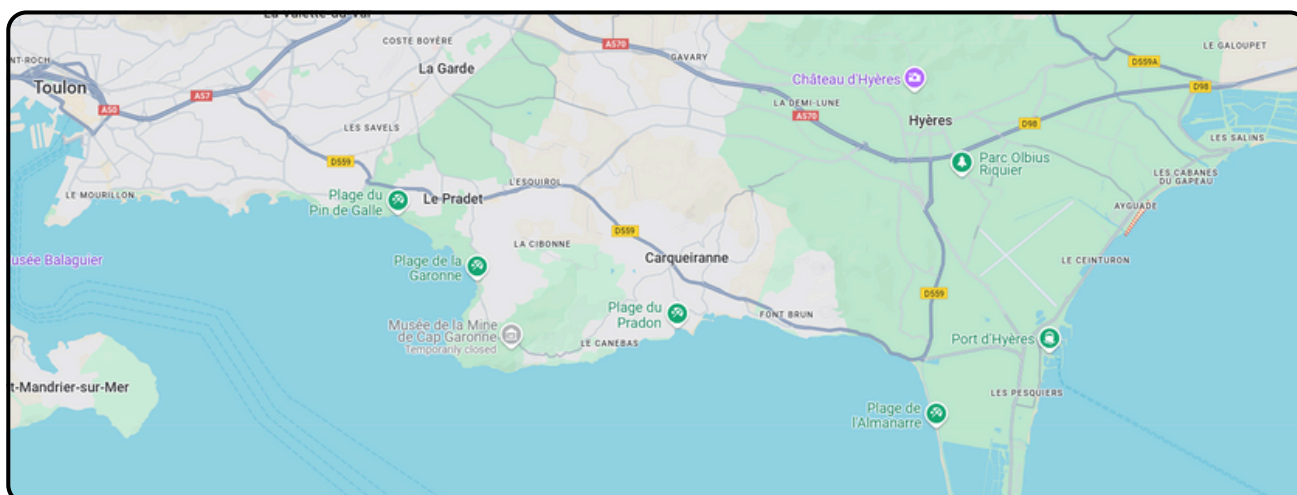 La Valette-du-Var
COSTE BOYÈRE
A570
GAVARY
LE GALOUPET
NT-ROCH
La Garde
D559A
Toulon
Château d'Hyères
D98
A57
A50
LA DEMI-LUNE
A570
Hyères
D98
LES SAVELS
LES SALINS
D559
Parc Olbius
Riquier
LES CABANES
DU GAPEAU
L'ESQUIROL
LE MOURILLON
Plage du
Pin de Galle
Le Pradet
AYGUADE
D559
LA CIBONNE
usée Balaguier
Plage de la
Garonne
Carqueiranne
LE CEINTURON
D559
Plage du
Pradon
FONT BRUN
Musée de la Mine
de Cap Garonne
Temporarily closed
LE CANEBAS
Port d'Hyères
t-Mandrier-sur-Mer
LES PESQUIERS
Plage de
l'Almanarre